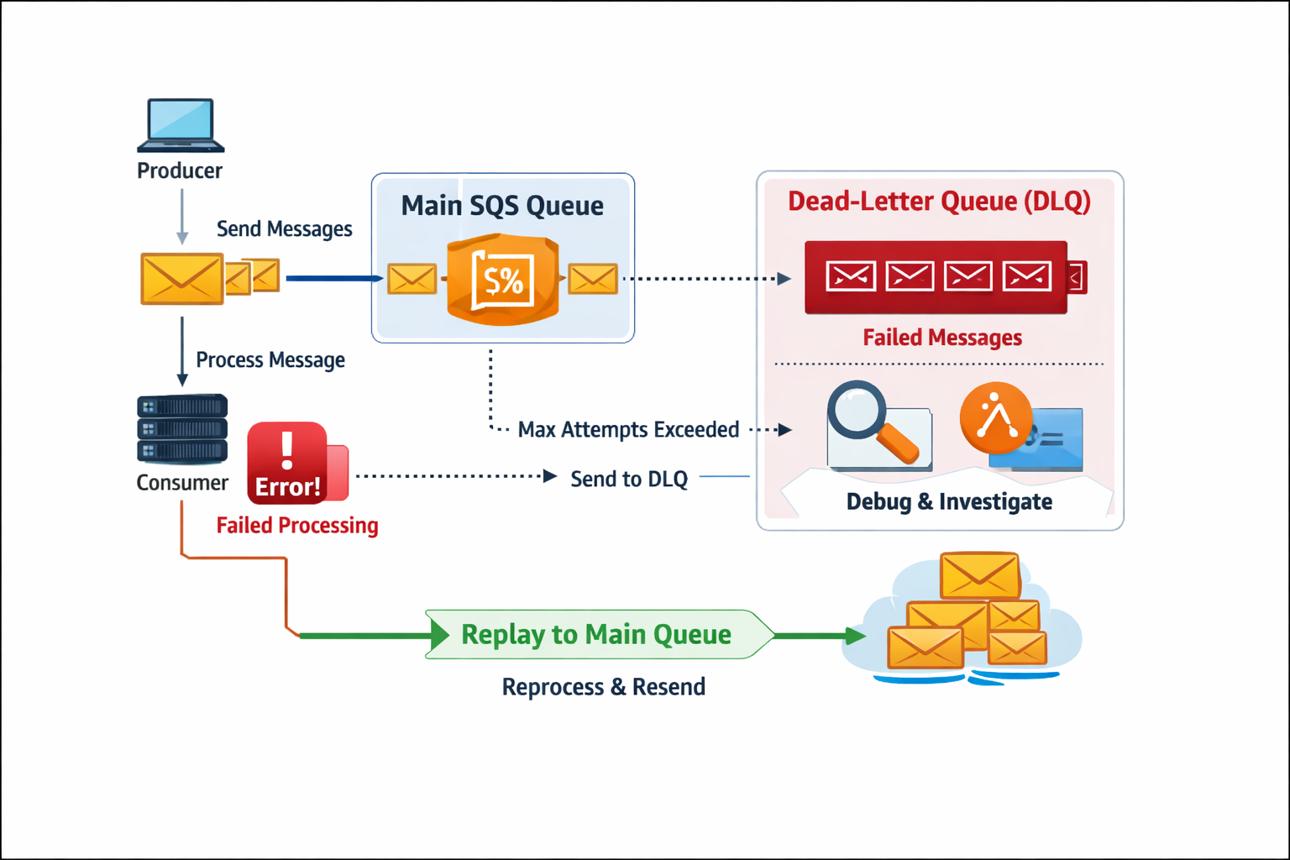 Producer
Send Messages
Main SQS Queue
$%
Dead-Letter Queue (DLQ)
Failed Messages
Process Message
Max Attempts Exceeded
Consumer
!
Error!
Send to DLQ
Failed Processing
Debug & Investigate
Replay to Main Queue
Reprocess & Resend